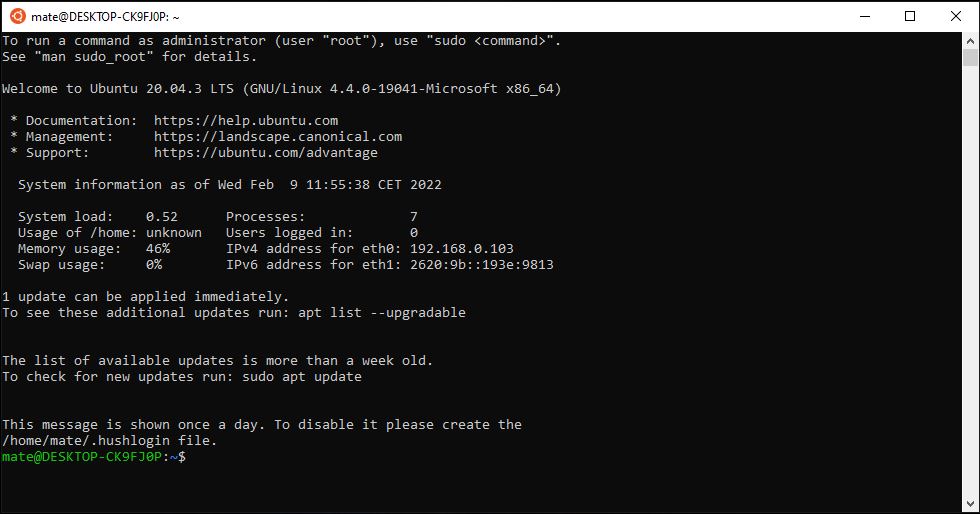 mate@DESKTOP-CK9FJ0P: ~
To run a command as administrator (user "root"), use "sudo <command>".
See "man sudo_root" for details.
Welcome to Ubuntu 20.04.3 LTS (GNU/Linux 4.4.0-19041-Microsoft x86_64)
* Documentation:  https://help.ubuntu.com
* Management:     https://landscape.canonical.com
* Support:        https://ubuntu.com/advantage
System information as of Wed Feb  9 11:55:38 CET 2022
System load:    0.52      Processes:             7
Usage of /home: unknown   Users logged in:       0
Memory usage:   46%       IPv4 address for eth0: 192.168.0.103
Swap usage:     0%        IPv6 address for eth1: 2620:9b::193e:9813
1 update can be applied immediately.
To see these additional updates run: apt list --upgradable
The list of available updates is more than a week old.
To check for new updates run: sudo apt update
This message is shown once a day. To disable it please create the
/home/mate/.hushlogin file.
mate@DESKTOP-CK9FJ0P:~$